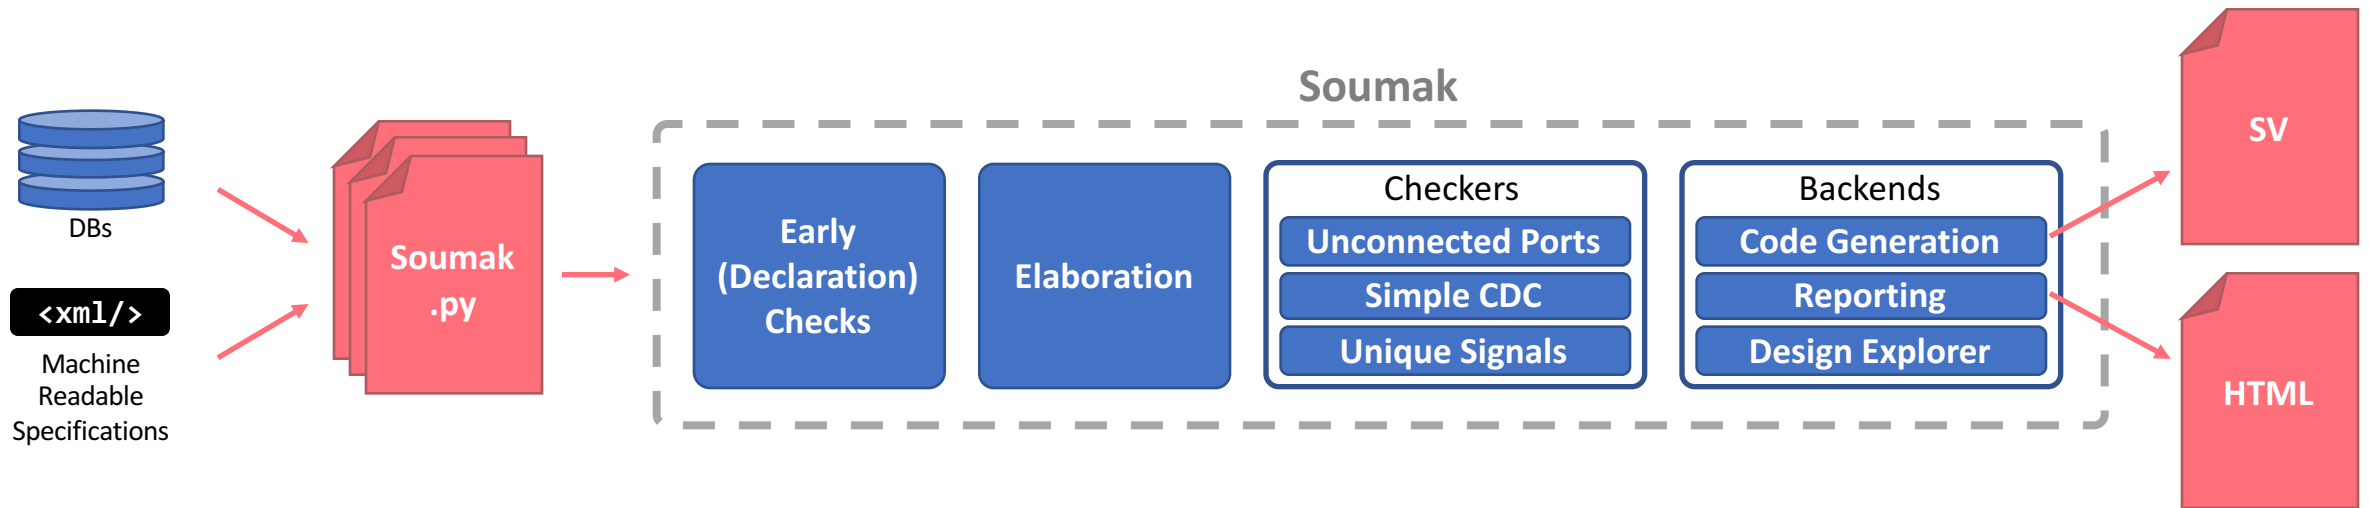 DBs
<xml/>
Machine
Readable
Specifications
Soumak
.py
Soumak
Early
(Declaration)
Checks
Elaboration
Checkers
Unconnected Ports
Simple CDC
Unique Signals
Backends
Code Generation
Reporting
Design Explorer
SV
HTML